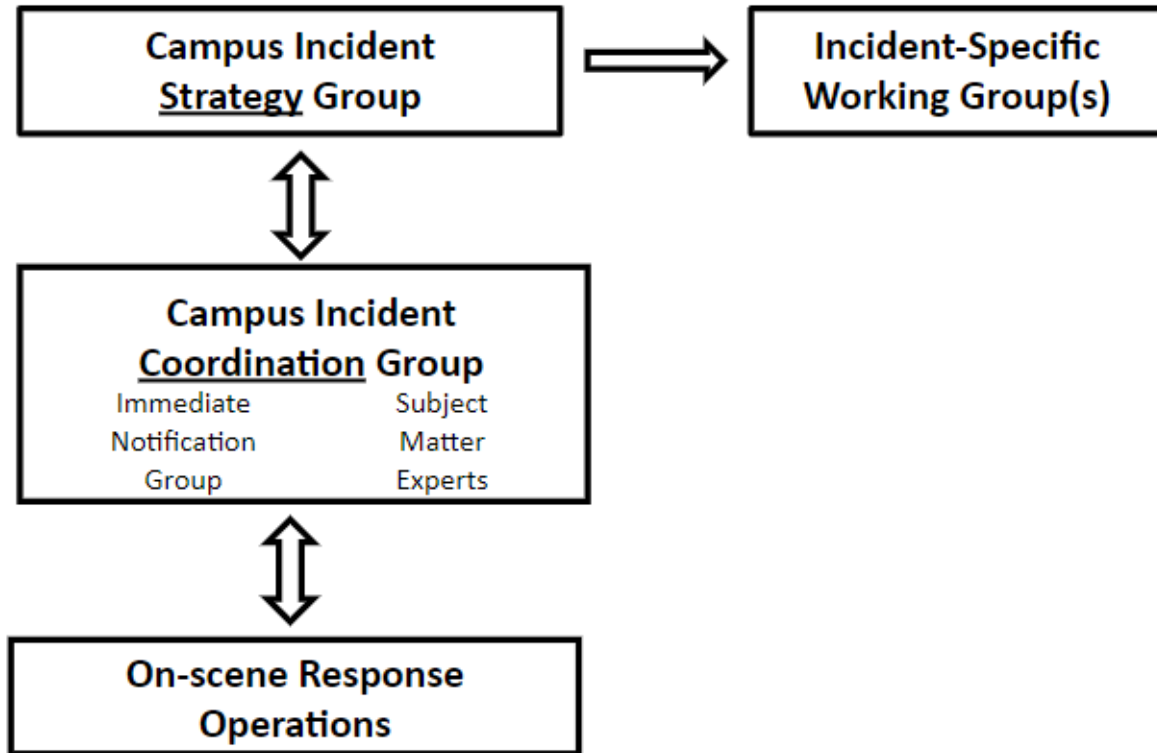 Campus Incident
Strategy Group
Incident-Specific
Working Group(s)
Campus Incident
Coordination Group
Immediate
Notification
Group
Subject
Matter
Experts
On-scene Response
Operations